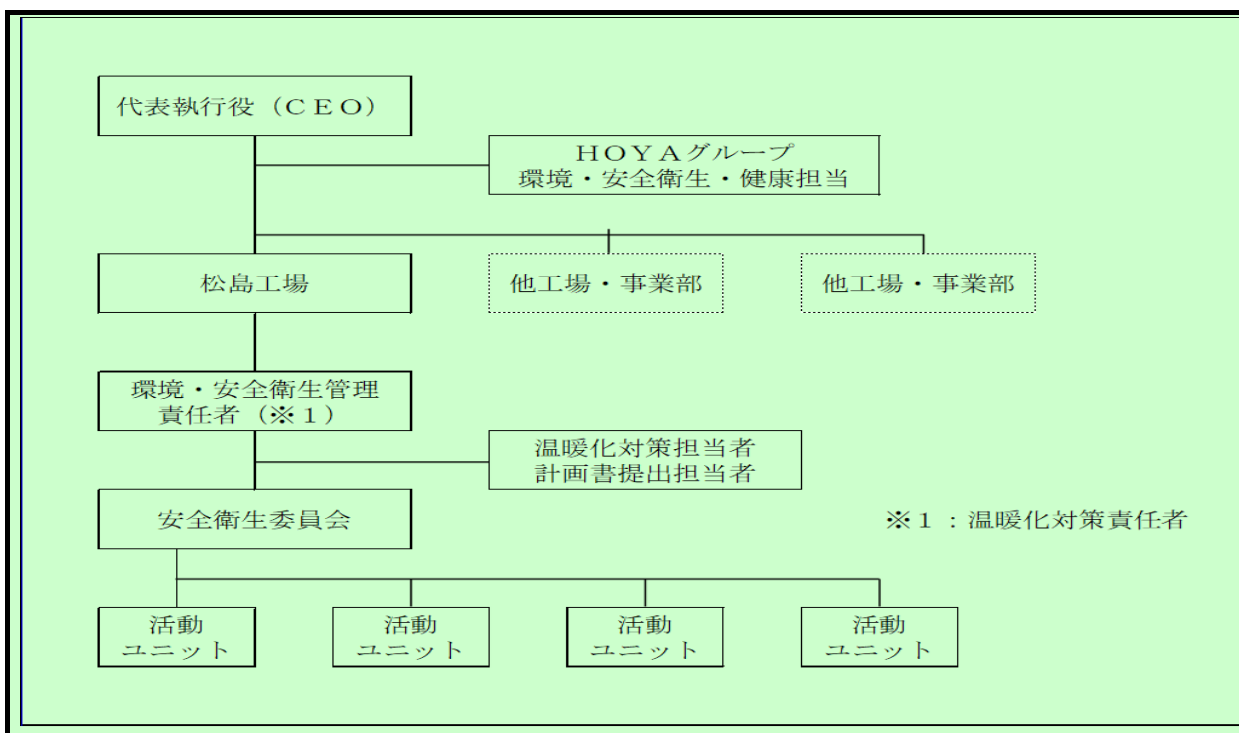 代表執行役（ＣＥＯ）
ＨＯＹＡグループ
環境・安全衛生・健康担当
松島工場
他工場・事業部
他工場・事業部
環境・安全衛生管理
責任者（※１）
温暖化対策担当者
計画書提出担当者
安全衛生委員会
※１：温暖化対策責任者
活動
ユニット
活動
ユニット
活動
ユニット
活動
ユニット